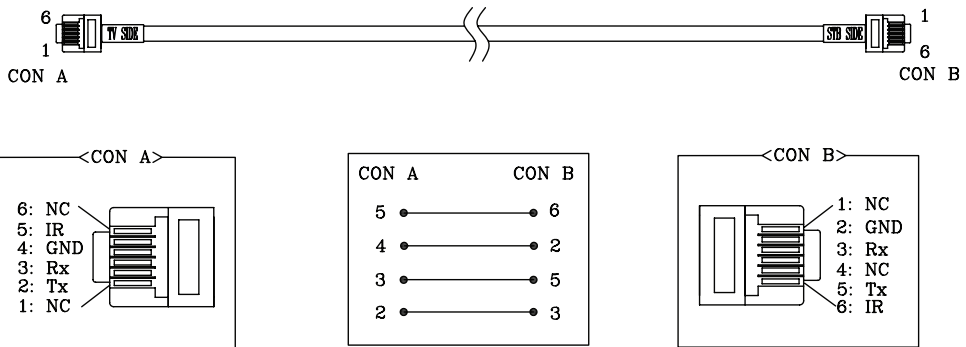 6
1
CON A
TV SIDE
STB SIDE
1
6
CON B
<CON A>
6: NC
5: IR
4: GND
3: Rx
2: Tx
1: NC
CON A CON B
5 6
4 2
3 5
2 3
<CON B>
1: NC
2: GND
3: Rx
4: NC
5: Tx
6: IR